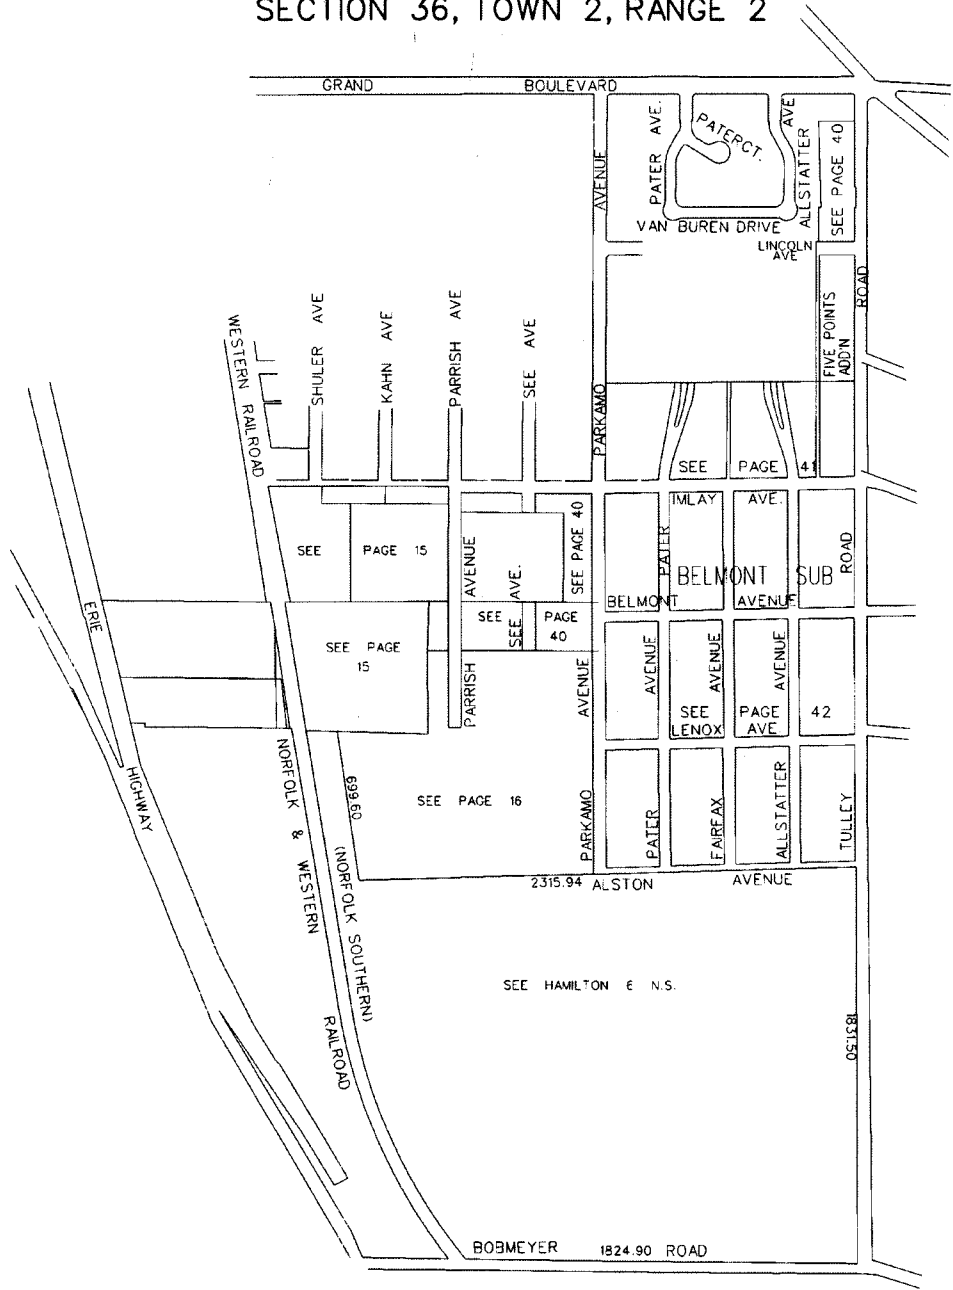 SECTION 36, TOWN 2, RANGE 2
GRAND BOULEVARD
PATER AVE.
PATERCT.
AVE
ALLSTATTER
SEE PAGE 40
AVENUE
VAN BUREN DRIVE
LINCOLN
AVE
ROAD
FIVE POINTS
ADD'N
WESTERN RAILROAD
SHULER AVE
KAHN AVE
PARRISH AVE
SEE AVE
PARKAMO
SEE PAGE 41
IMLAY AVE.
SEE PAGE 15
AVENUE
AVE.
SEE PAGE 40
PATER
BELMONT SUB
ROAD
BELMONT AVENUE
ERIE
SEE PAGE
15
SEE
SEE
PAGE
40
PARRISH
AVENUE
AVENUE
AVENUE
AVENUE
SEE PAGE 42
LENOX AVE.
HIGHWAY
NORFOLK & WESTERN
699.60
SEE PAGE 16
PARKAMO
PATER
FAIRFAX
ALLSTATTER
TULLEY
2315.94 ALSTON AVENUE
(NORFOLK SOUTHERN)
SEE HAMILTON 6 N.S.
RAILROAD
1831.50
BOBMEYER 1824.90 ROAD